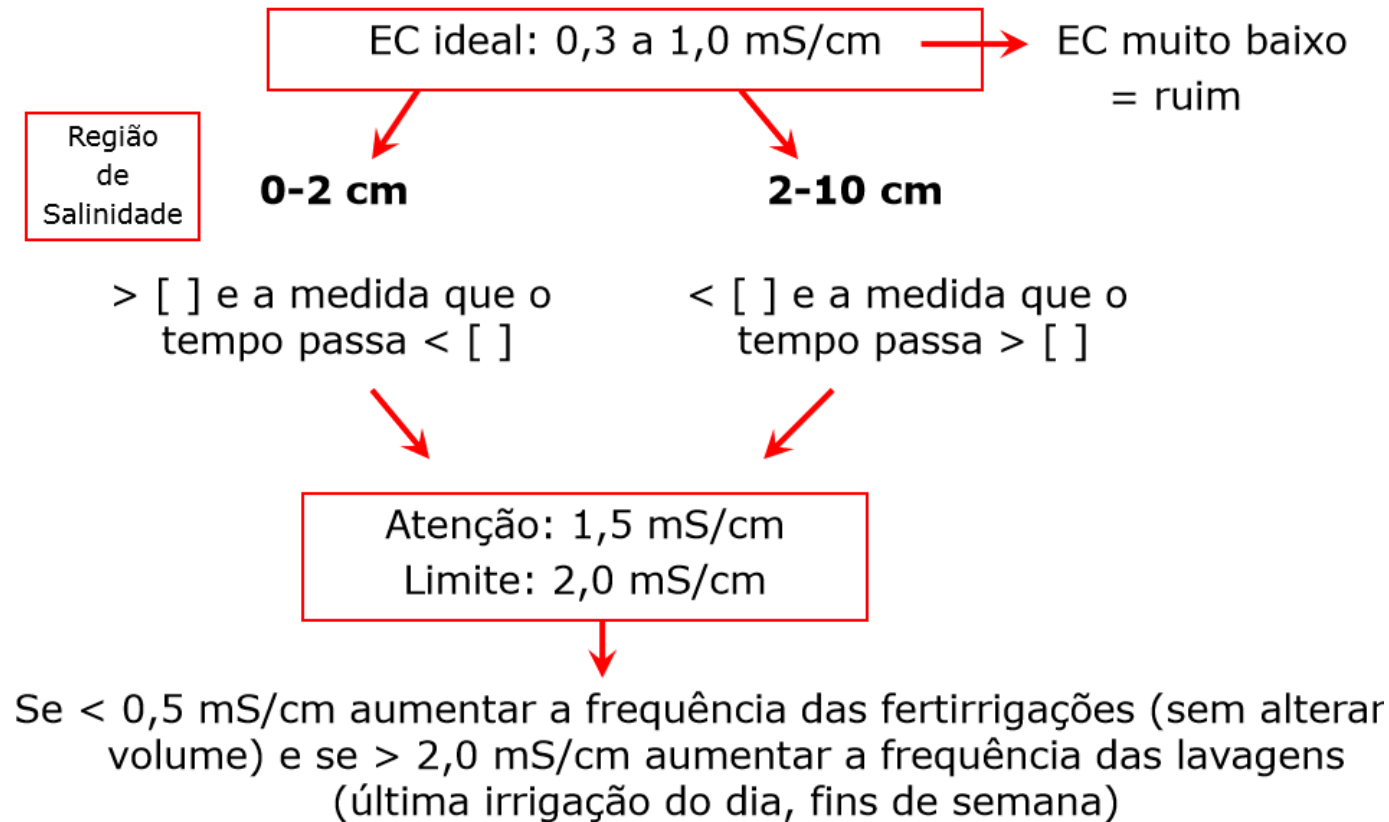 EC ideal: 0,3 a 1,0 mS/cm
EC muito baixo
= ruim
Região
de
Salinidade
0-2 cm
2-10 cm
> [ ] e a medida que o
tempo passa < [ ]
< [ ] e a medida que o
tempo passa > [ ]
Atenção: 1,5 mS/cm
Limite: 2,0 mS/cm
Se < 0,5 mS/cm aumentar a frequência das fertirrigações (sem alterar
volume) e se > 2,0 mS/cm aumentar a frequência das lavagens
(última irrigação do dia, fins de semana)